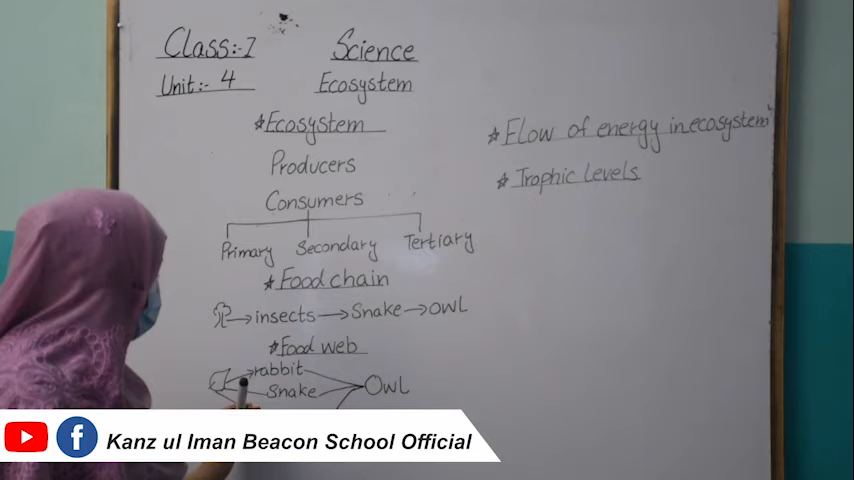 Class:- I
Science
Unit:- 4
Ecosystem
*Ecosystem
Producers
Consumers
Primary Secondary Tertiary
*Food chain
→insects→Snake→OWL
*Food web
rabbit
Snake
Owl
*Flow of energy in ecosystem
*Trophic Levels
Kanz ul Iman Beacon School Official